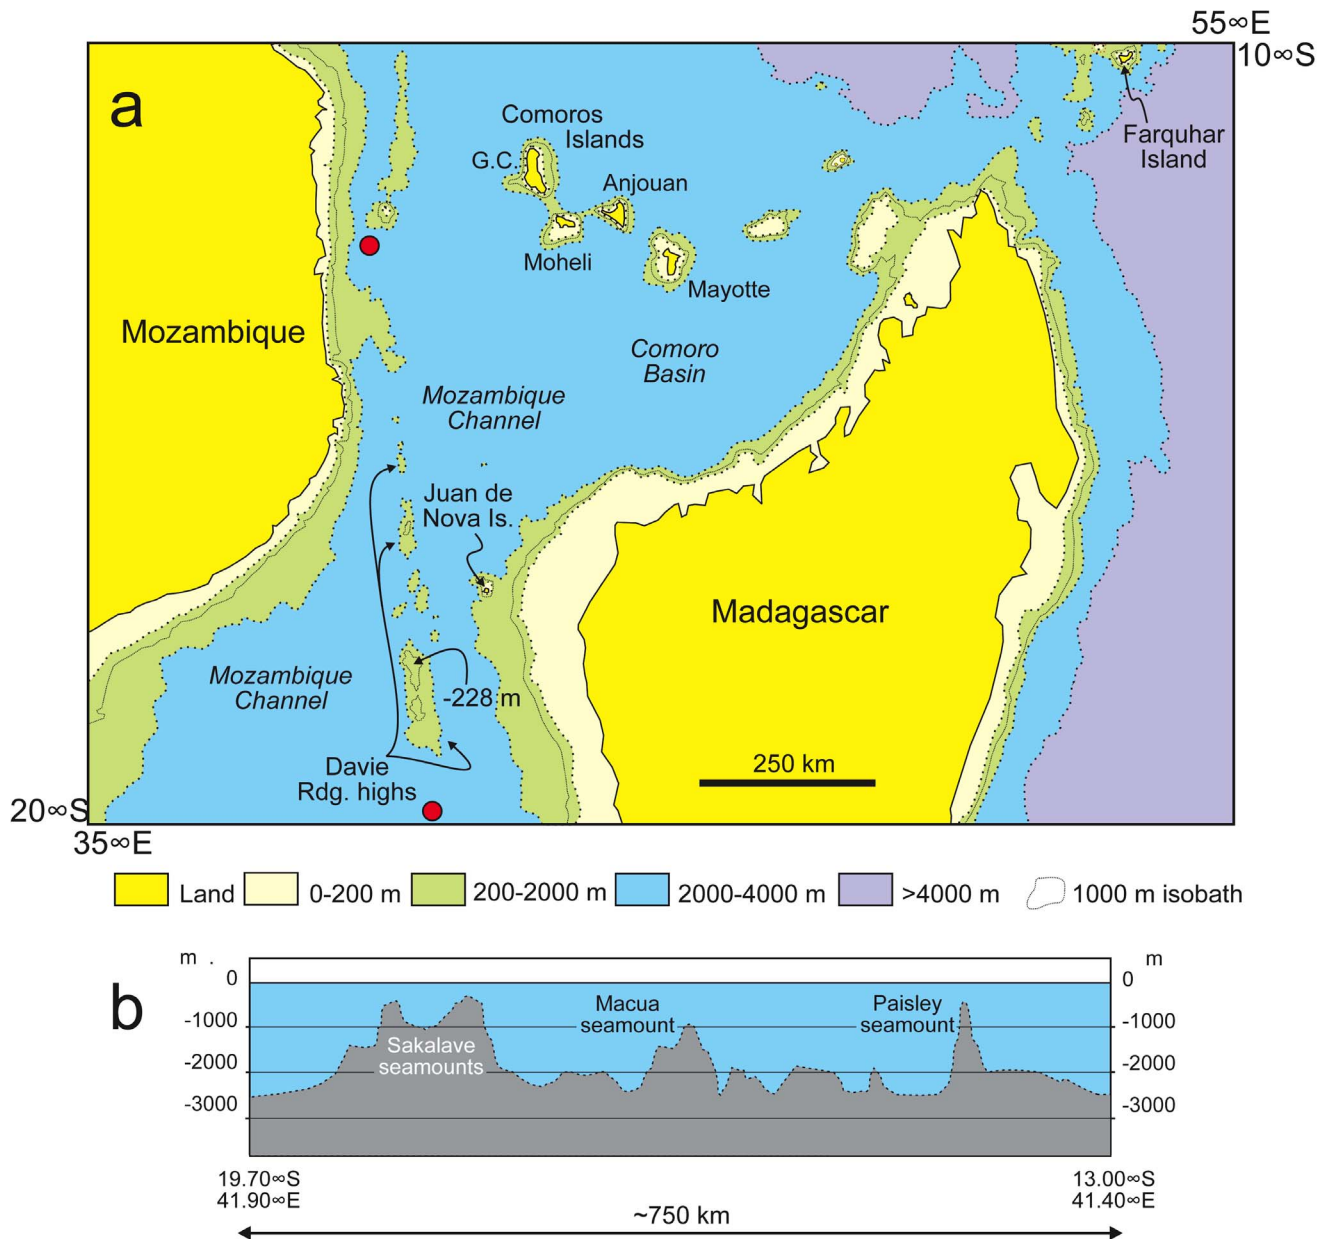 55∞E
10∞S
a
Comoros
Islands
G.C.
Anjouan
Farquhar
Island
Moheli
Mayotte
Mozambique
Comoro
Basin
Mozambique
Channel
Juan de
Nova Is.
Madagascar
Mozambique
Channel
-228 m
Davie
Rdg. highs
250 km
20∞S
35∞E
Land
0-200 m
200-2000 m
2000-4000 m
>4000 m
1000 m isobath
b
m .
m
0
0
Macua
seamount
Paisley
seamount
-1000
-1000
Sakalave
seamounts
-2000
-2000
-3000
-3000
19.70∞S
41.90∞E
13.00∞S
41.40∞E
~750 km